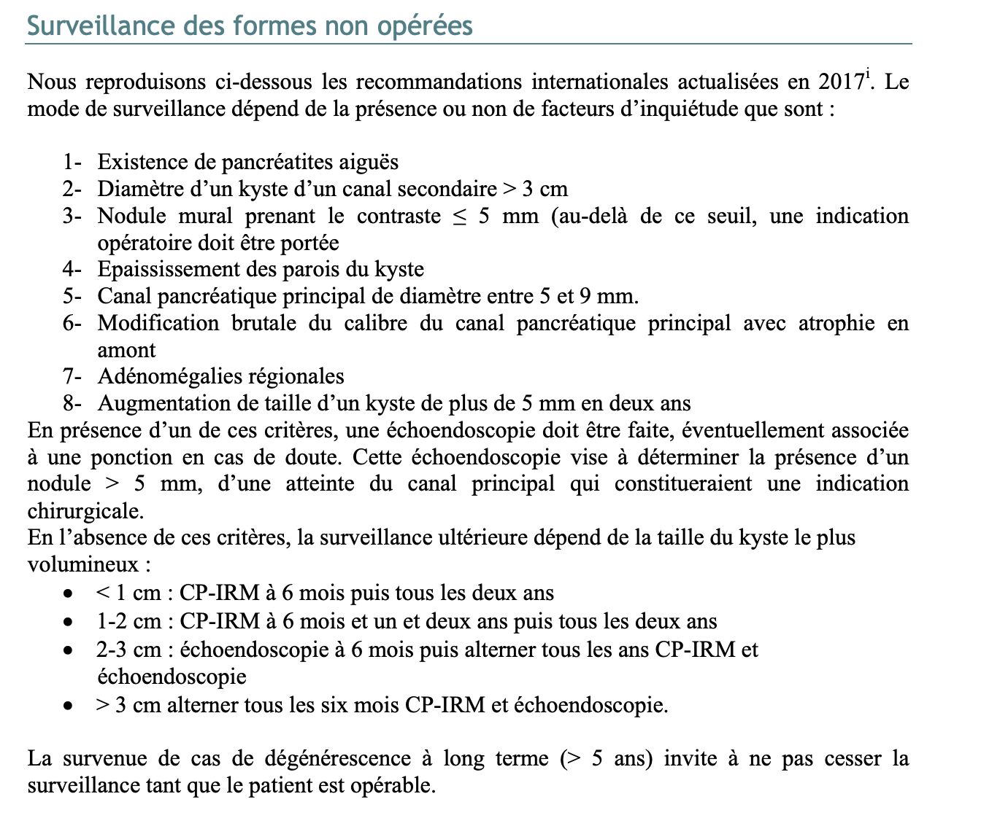 Surveillance des formes non opérées
Nous reproduisons ci-dessous les recommandations internationales actualisées en 2017i. Le
mode de surveillance dépend de la présence ou non de facteurs d’inquiétude que sont :
1- Existence de pancréatites aiguës
2- Diamètre d’un kyste d’un canal secondaire > 3 cm
3- Nodule mural prenant le contraste ≤ 5 mm (au-delà de ce seuil, une indication
opératoire doit être portée
4- Epaississement des parois du kyste
5- Canal pancréatique principal de diamètre entre 5 et 9 mm.
6- Modification brutale du calibre du canal pancréatique principal avec atrophie en
amont
7- Adénomégalies régionales
8- Augmentation de taille d’un kyste de plus de 5 mm en deux ans
En présence d’un de ces critères, une échoendoscopie doit être faite, éventuellement associée
à une ponction en cas de doute. Cette échoendoscopie vise à déterminer la présence d’un
nodule > 5 mm, d’une atteinte du canal principal qui constitueraient une indication
chirurgicale.
En l’absence de ces critères, la surveillance ultérieure dépend de la taille du kyste le plus
volumineux :
• < 1 cm : CP-IRM à 6 mois puis tous les deux ans
• 1-2 cm : CP-IRM à 6 mois et un et deux ans puis tous les deux ans
• 2-3 cm : échoendoscopie à 6 mois puis alterner tous les ans CP-IRM et
échoendoscopie
• > 3 cm alterner tous les six mois CP-IRM et échoendoscopie.
La survenue de cas de dégénérescence à long terme (> 5 ans) invite à ne pas cesser la
surveillance tant que le patient est opérable.